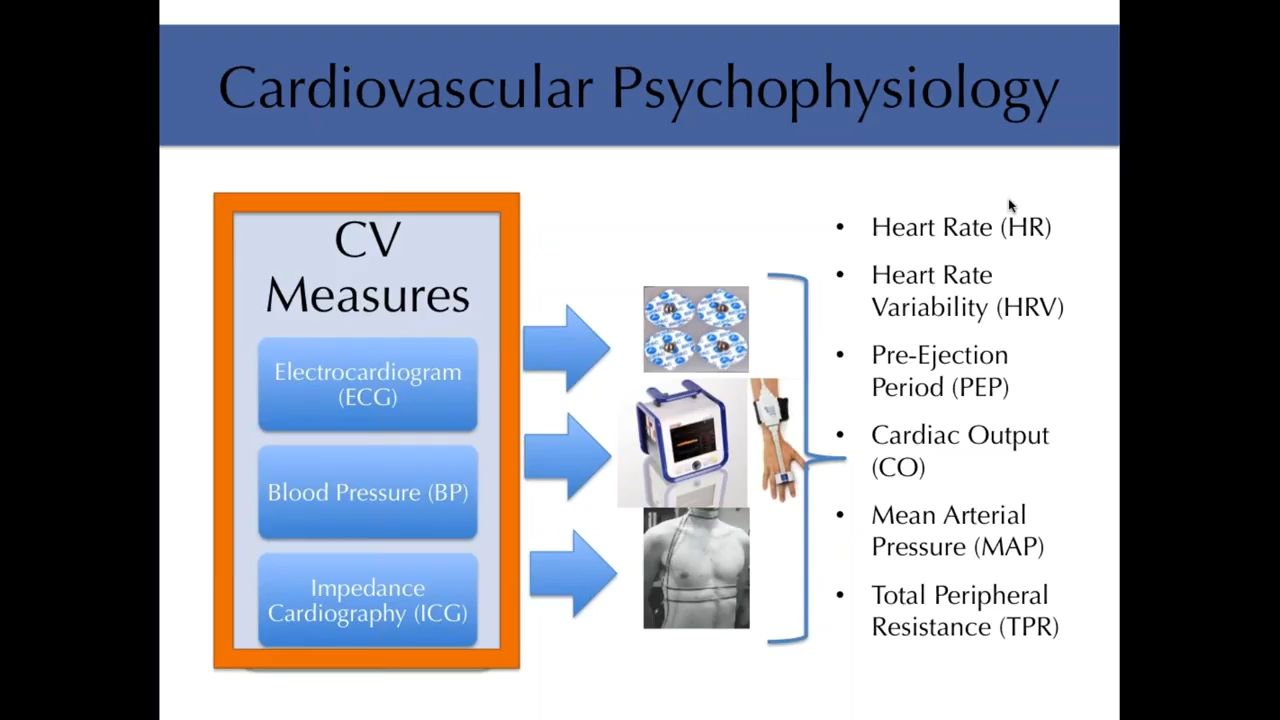 Cardiovascular Psychophysiology
CV
Measures
Electrocardiogram
(ECG)
Blood Pressure (BP)
Impedance
Cardiography (ICG)
• Heart Rate (HR)
• Heart Rate
Variability (HRV)
• Pre-Ejection
Period (PEP)
• Cardiac Output
(CO)
• Mean Arterial
Pressure (MAP)
• Total Peripheral
Resistance (TPR)